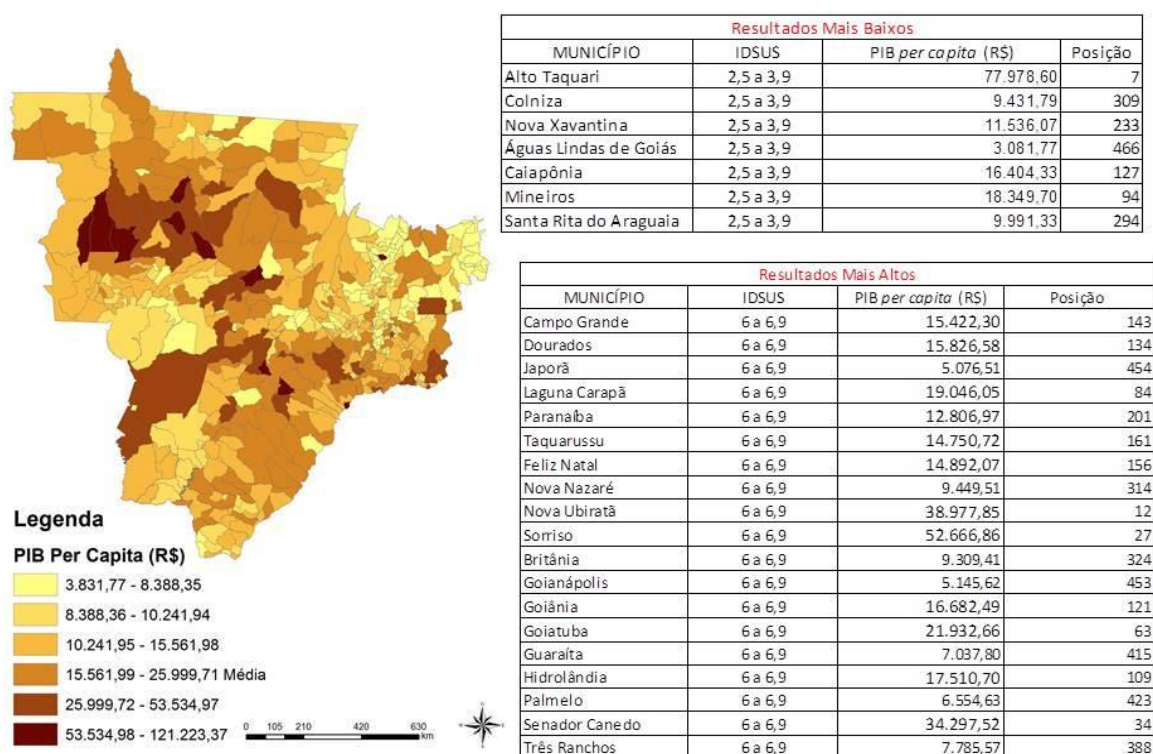 Resultados Mais Baixos
MUNICÍPIO IDSUS PIB per capita (R$) Posição
Alto Taquari 2,5 a 3,9 77.978,60 7
Colniza 2,5 a 3,9 9.431,79 309
Nova Xavantina 2,5 a 3,9 11.536,07 233
Águas Lindas de Goiás 2,5 a 3,9 3.081,77 466
Caiapônia 2,5 a 3,9 16.404,33 127
Mineiros 2,5 a 3,9 18.349,70 94
Santa Rita do Araguaia 2,5 a 3,9 9.991,33 294
Resultados Mais Altos
MUNICÍPIO IDSUS PIB per capita (R$) Posição
Campo Grande 6 a 6,9 15.422,30 143
Dourados 6 a 6,9 15.826,58 134
Japorã 6 a 6,9 5.076,51 454
Laguna Carapã 6 a 6,9 19.046,05 84
Paranaíba 6 a 6,9 12.806,97 201
Taquarussu 6 a 6,9 14.750,72 161
Feliz Natal 6 a 6,9 14.892,07 156
Nova Nazaré 6 a 6,9 9.449,51 314
Nova Ubiratã 6 a 6,9 38.977,85 12
Sorriso 6 a 6,9 52.666,86 27
Britânia 6 a 6,9 9.309,41 324
Goianápolis 6 a 6,9 5.145,62 453
Goiânia 6 a 6,9 16.682,49 121
Goiatuba 6 a 6,9 21.932,66 63
Guaraíta 6 a 6,9 7.037,80 415
Hidrolândia 6 a 6,9 17.510,70 109
Palmelo 6 a 6,9 6.554,63 423
Senador Canedo 6 a 6,9 34.297,52 34
Três Ranchos 6 a 6,9 7.785,57 388
Legenda
PIB Per Capita (R$)
3.831,77 - 8.388,35
8.388,36 - 10.241,94
10.241,95 - 15.561,98
15.561,99 - 25.999,71 Média
25.999,72 - 53.534,97
53.534,98 - 121.223,37
0 105 210 420 630
km